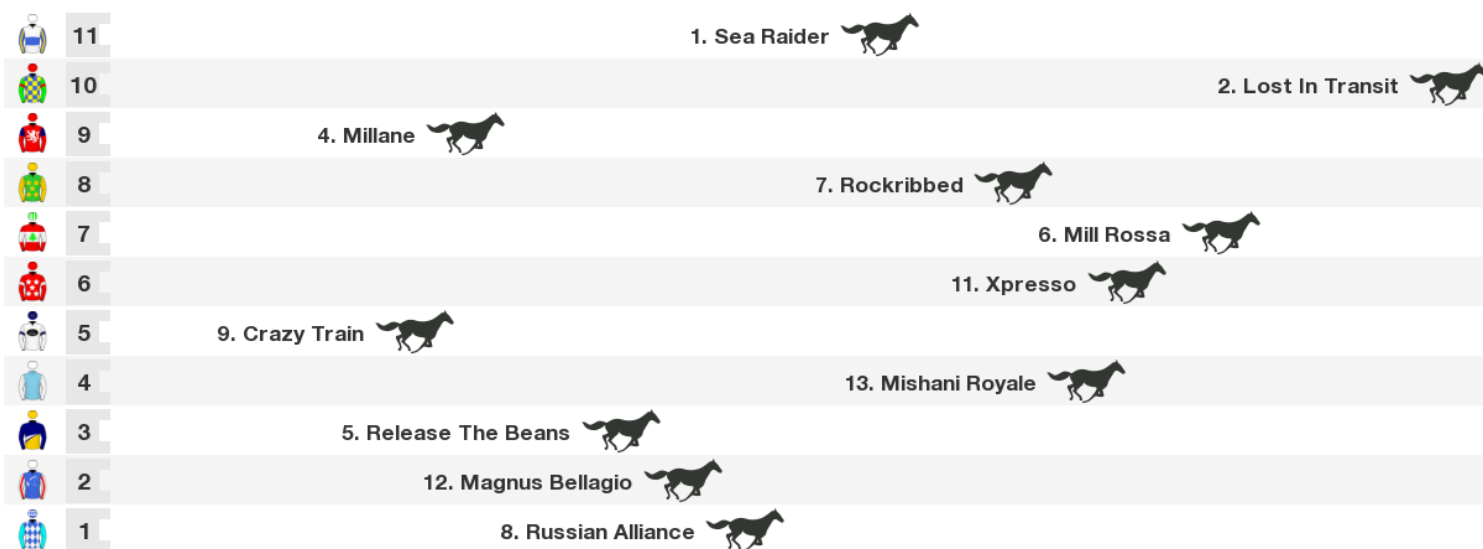 11 1. Sea Raider
10 2. Lost In Transit
9 4. Millane
8 7. Rockribbed
7 6. Mill Rossa
6 11. Xpresso
5 9. Crazy Train
4 13. Mishani Royale
3 5. Release The Beans
2 12. Magnus Bellagio
1 8. Russian Alliance